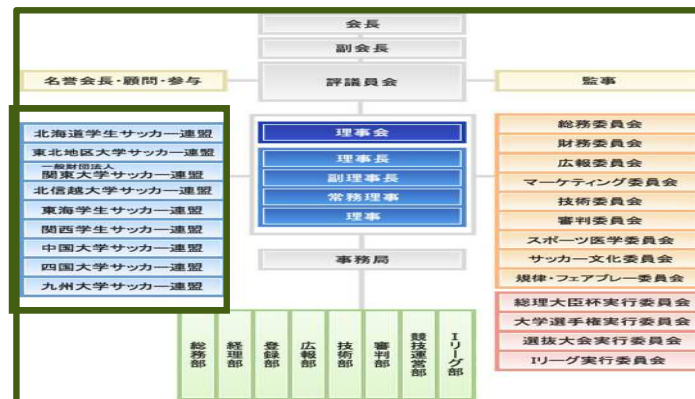 会長
副会長
名誉会長・顧問・参与
評議員会
監事
北海道学生サッカー連盟
東北地区大学サッカー連盟
一般財団法人
関東大学サッカー連盟
北信越大学サッカー連盟
東海学生サッカー連盟
関西学生サッカー連盟
中国大学サッカー連盟
四国大学サッカー連盟
九州大学サッカー連盟
理事会
理事長
副理事長
常務理事
理事
事務局
総務委員会
財務委員会
広報委員会
マーケティング委員会
技術委員会
審判委員会
スポーツ医学委員会
サッカー文化委員会
規律・フェアプレー委員会
総理大臣杯実行委員会
大学選手権実行委員会
選抜大会実行委員会
Iリーグ実行委員会
総務部
経理部
登録部
広報部
技術部
審判部
競技運営部
Iリーグ部